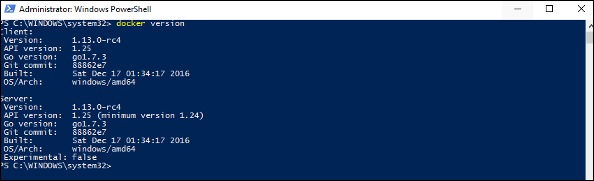 Administrator: Windows PowerShell
PS C:\WINDOWS\system32> docker version
Client:
Version: 1.13.0-rc4
API version: 1.25
Go version: go1.7.3
Git commit: 88862e7
Built: Sat Dec 17 01:34:17 2016
OS/Arch: windows/amd64
Server:
Version: 1.13.0-rc4
API version: 1.25 (minimum version 1.24)
Go version: go1.7.3
Git commit: 88862e7
Built: Sat Dec 17 01:34:17 2016
OS/Arch: windows/amd64
Experimental: false
PS C:\WINDOWS\system32>